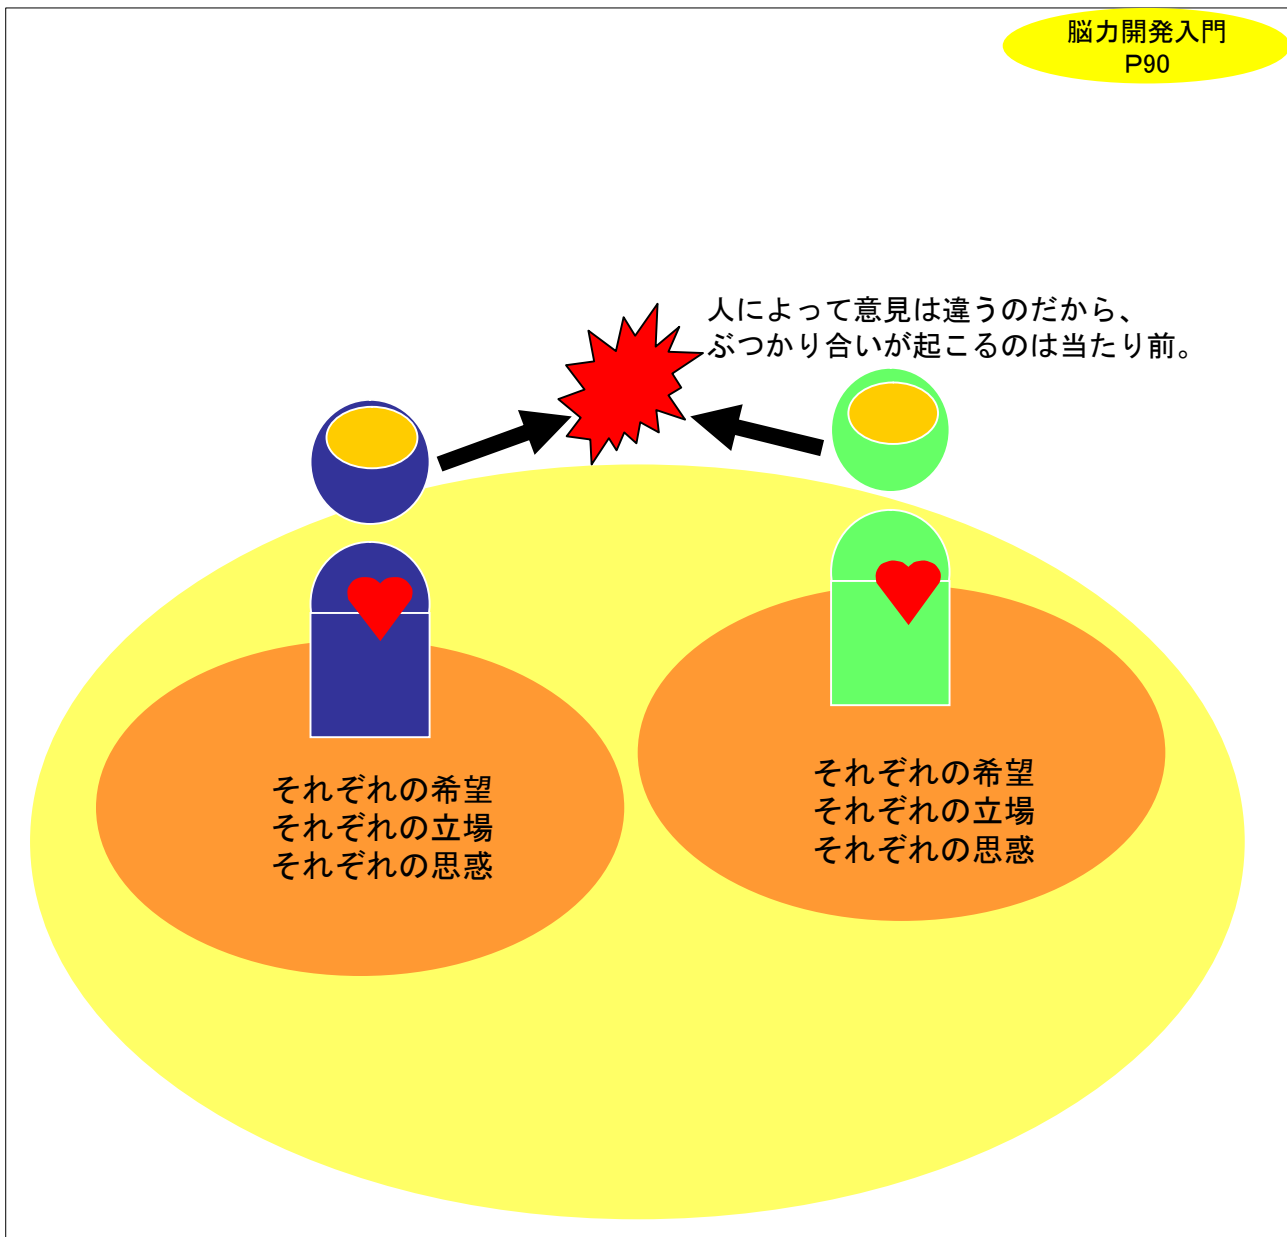 脳力開発入門
P90
人によって意見は違うのだから、
ぶつかり合いが起こるのは当たり前。
それぞれの希望
それぞれの立場
それぞれの思惑
それぞれの希望
それぞれの立場
それぞれの思惑